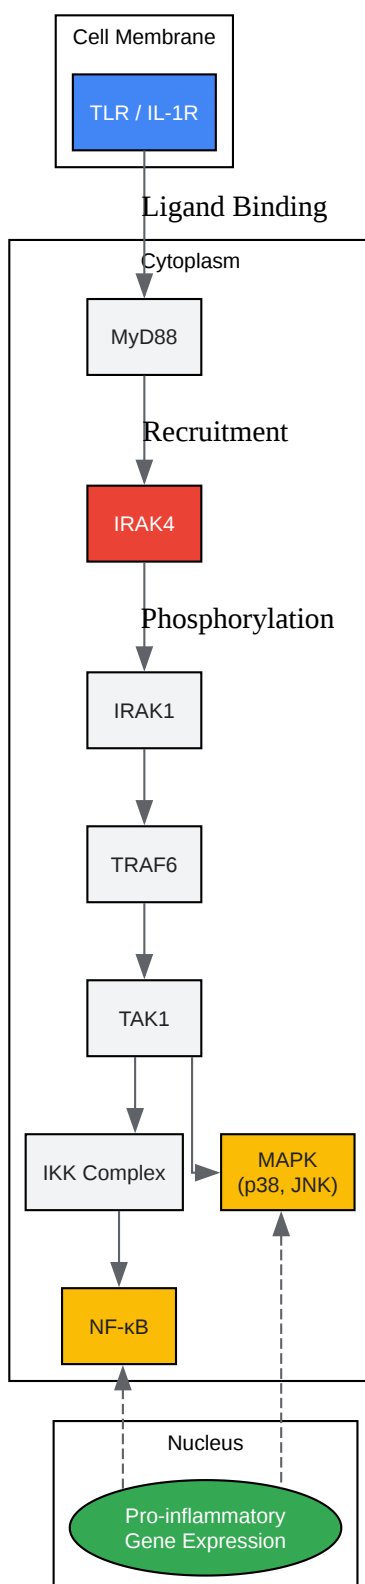 Cell Membrane
TLR / IL-1R
Ligand Binding
Cytoplasm
MyD88
Recruitment
IRAK4
Phosphorylation
IRAK1
TRAF6
TAK1
IKK Complex
MAPK
(p38, JNK)
NF-κB
Nucleus
Pro-inflammatory
Gene Expression